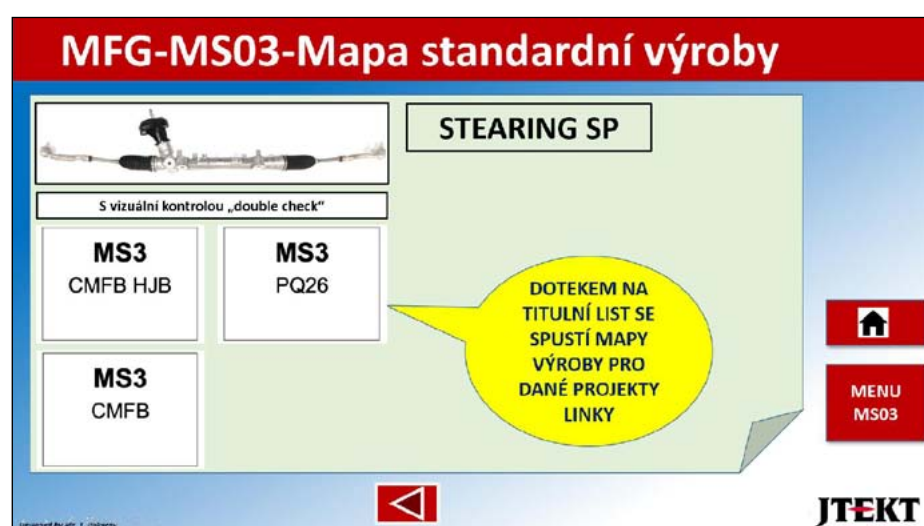 MFG-MS03-Mapa standardní výroby
STEARING SP
S vizuální kontrolou „double check“
MS3
CMFB HJB
MS3
PQ26
MS3
CMFB
DOTEKEM NA
TITULNÍ LIST SE
SPUSTÍ MAPY
VÝROBY PRO
DANÉ PROJEKTY
LINKY
MENU
MS03
JTEKT